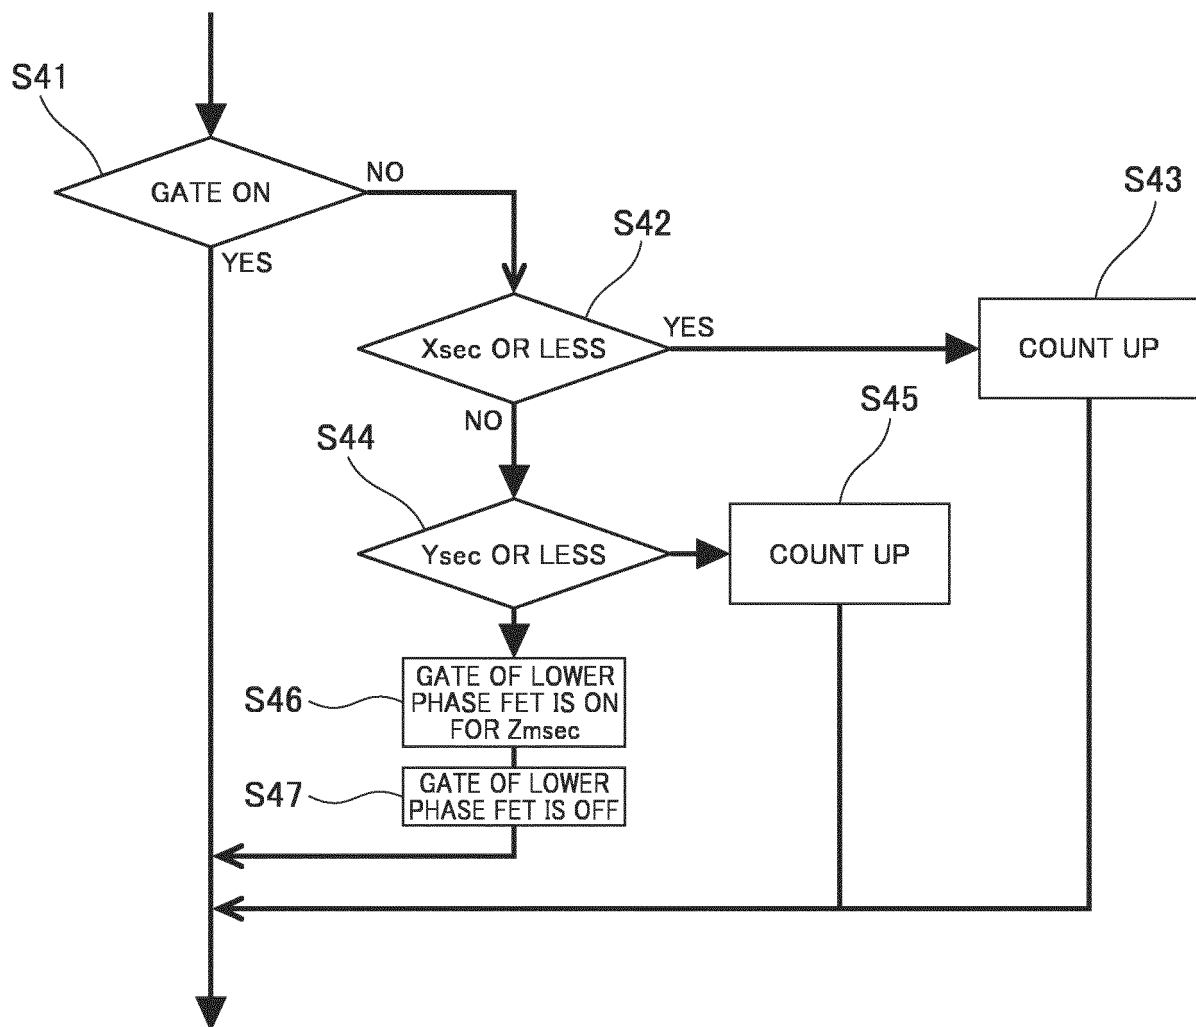 S41
GATE ON
NO
YES
S42
Xsec OR LESS
YES
NO
S43
COUNT UP
S44
Ysec OR LESS
S45
COUNT UP
S46
GATE OF LOWER
PHASE FET IS ON
FOR Zmsec
S47
GATE OF LOWER
PHASE FET IS OFF